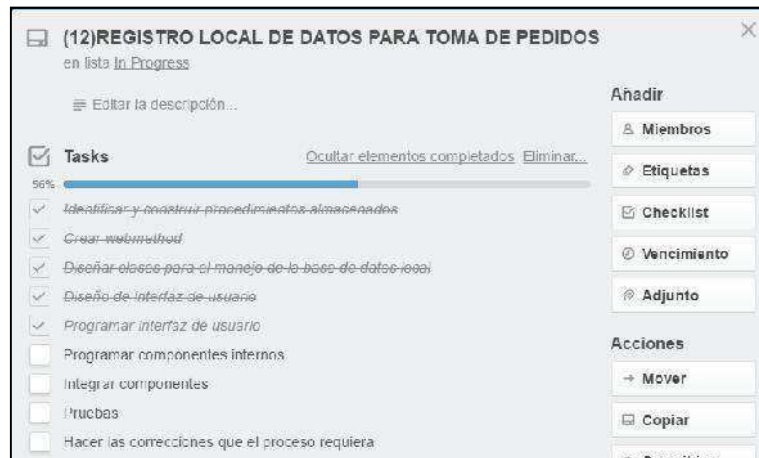 (12)REGISTRO LOCAL DE DATOS PARA TOMA DE PEDIDOS
en lista In Progress
Editar la descripción...
Tasks
Ocultar elementos completados Eliminar...
56%
Identificar y construir procedimientos almacenados
Crear webmethod
Diseñar clases para el manejo de la base de datos local
Diseño de interfaz de usuario
Programar interfaz de usuario
Programar componentes internos
Integrar componentes
Pruebas
Hacer las correcciones que el proceso requiera
Añadir
Miembros
Etiquetas
Checklist
Vencimiento
Adjunto
Acciones
Mover
Copiar